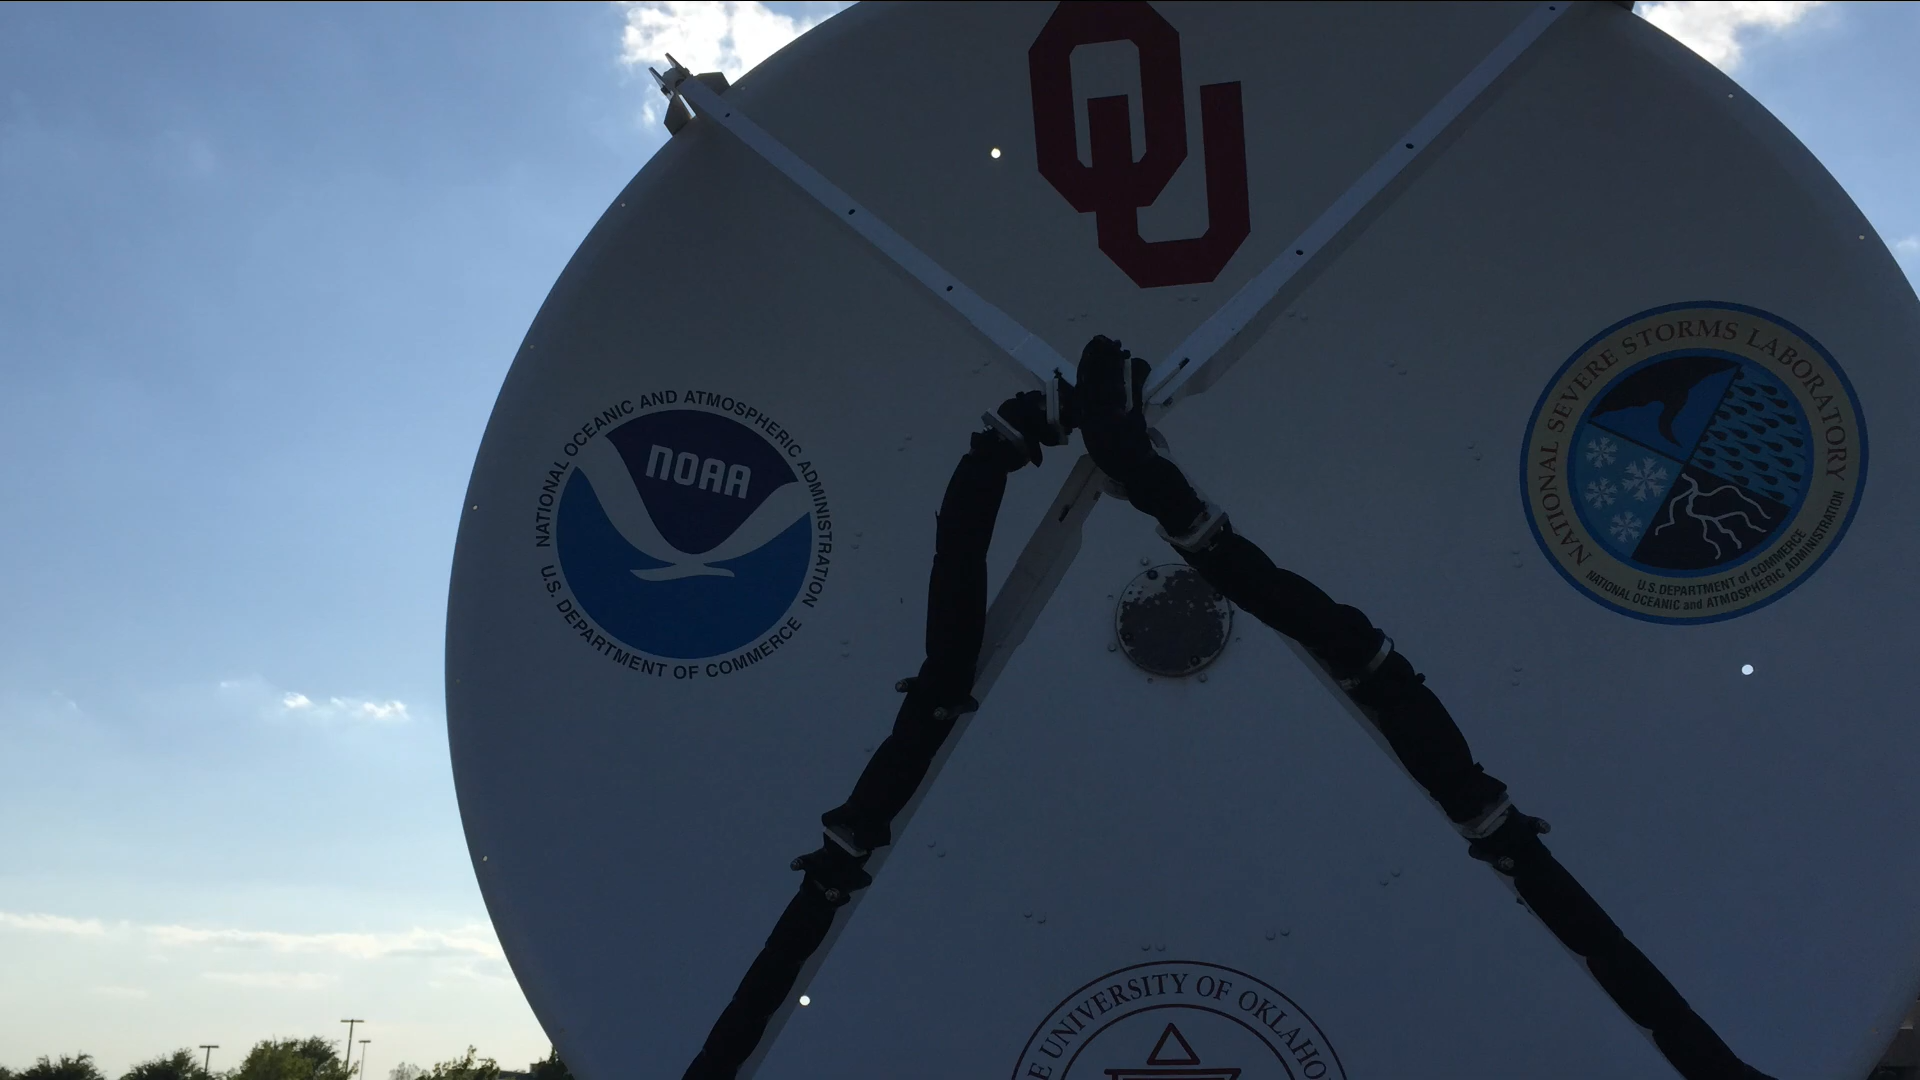 OU
NATIONAL OCEANIC AND ATMOSPHERIC ADMINISTRATION
NOAA
U.S. DEPARTMENT OF COMMERCE
NATIONAL SEVERE STORMS LABORATORY
U.S. DEPARTMENT of COMMERCE
NATIONAL OCEANIC and ATMOSPHERIC ADMINISTRATION
UNIVERSITY OF OKLAHO